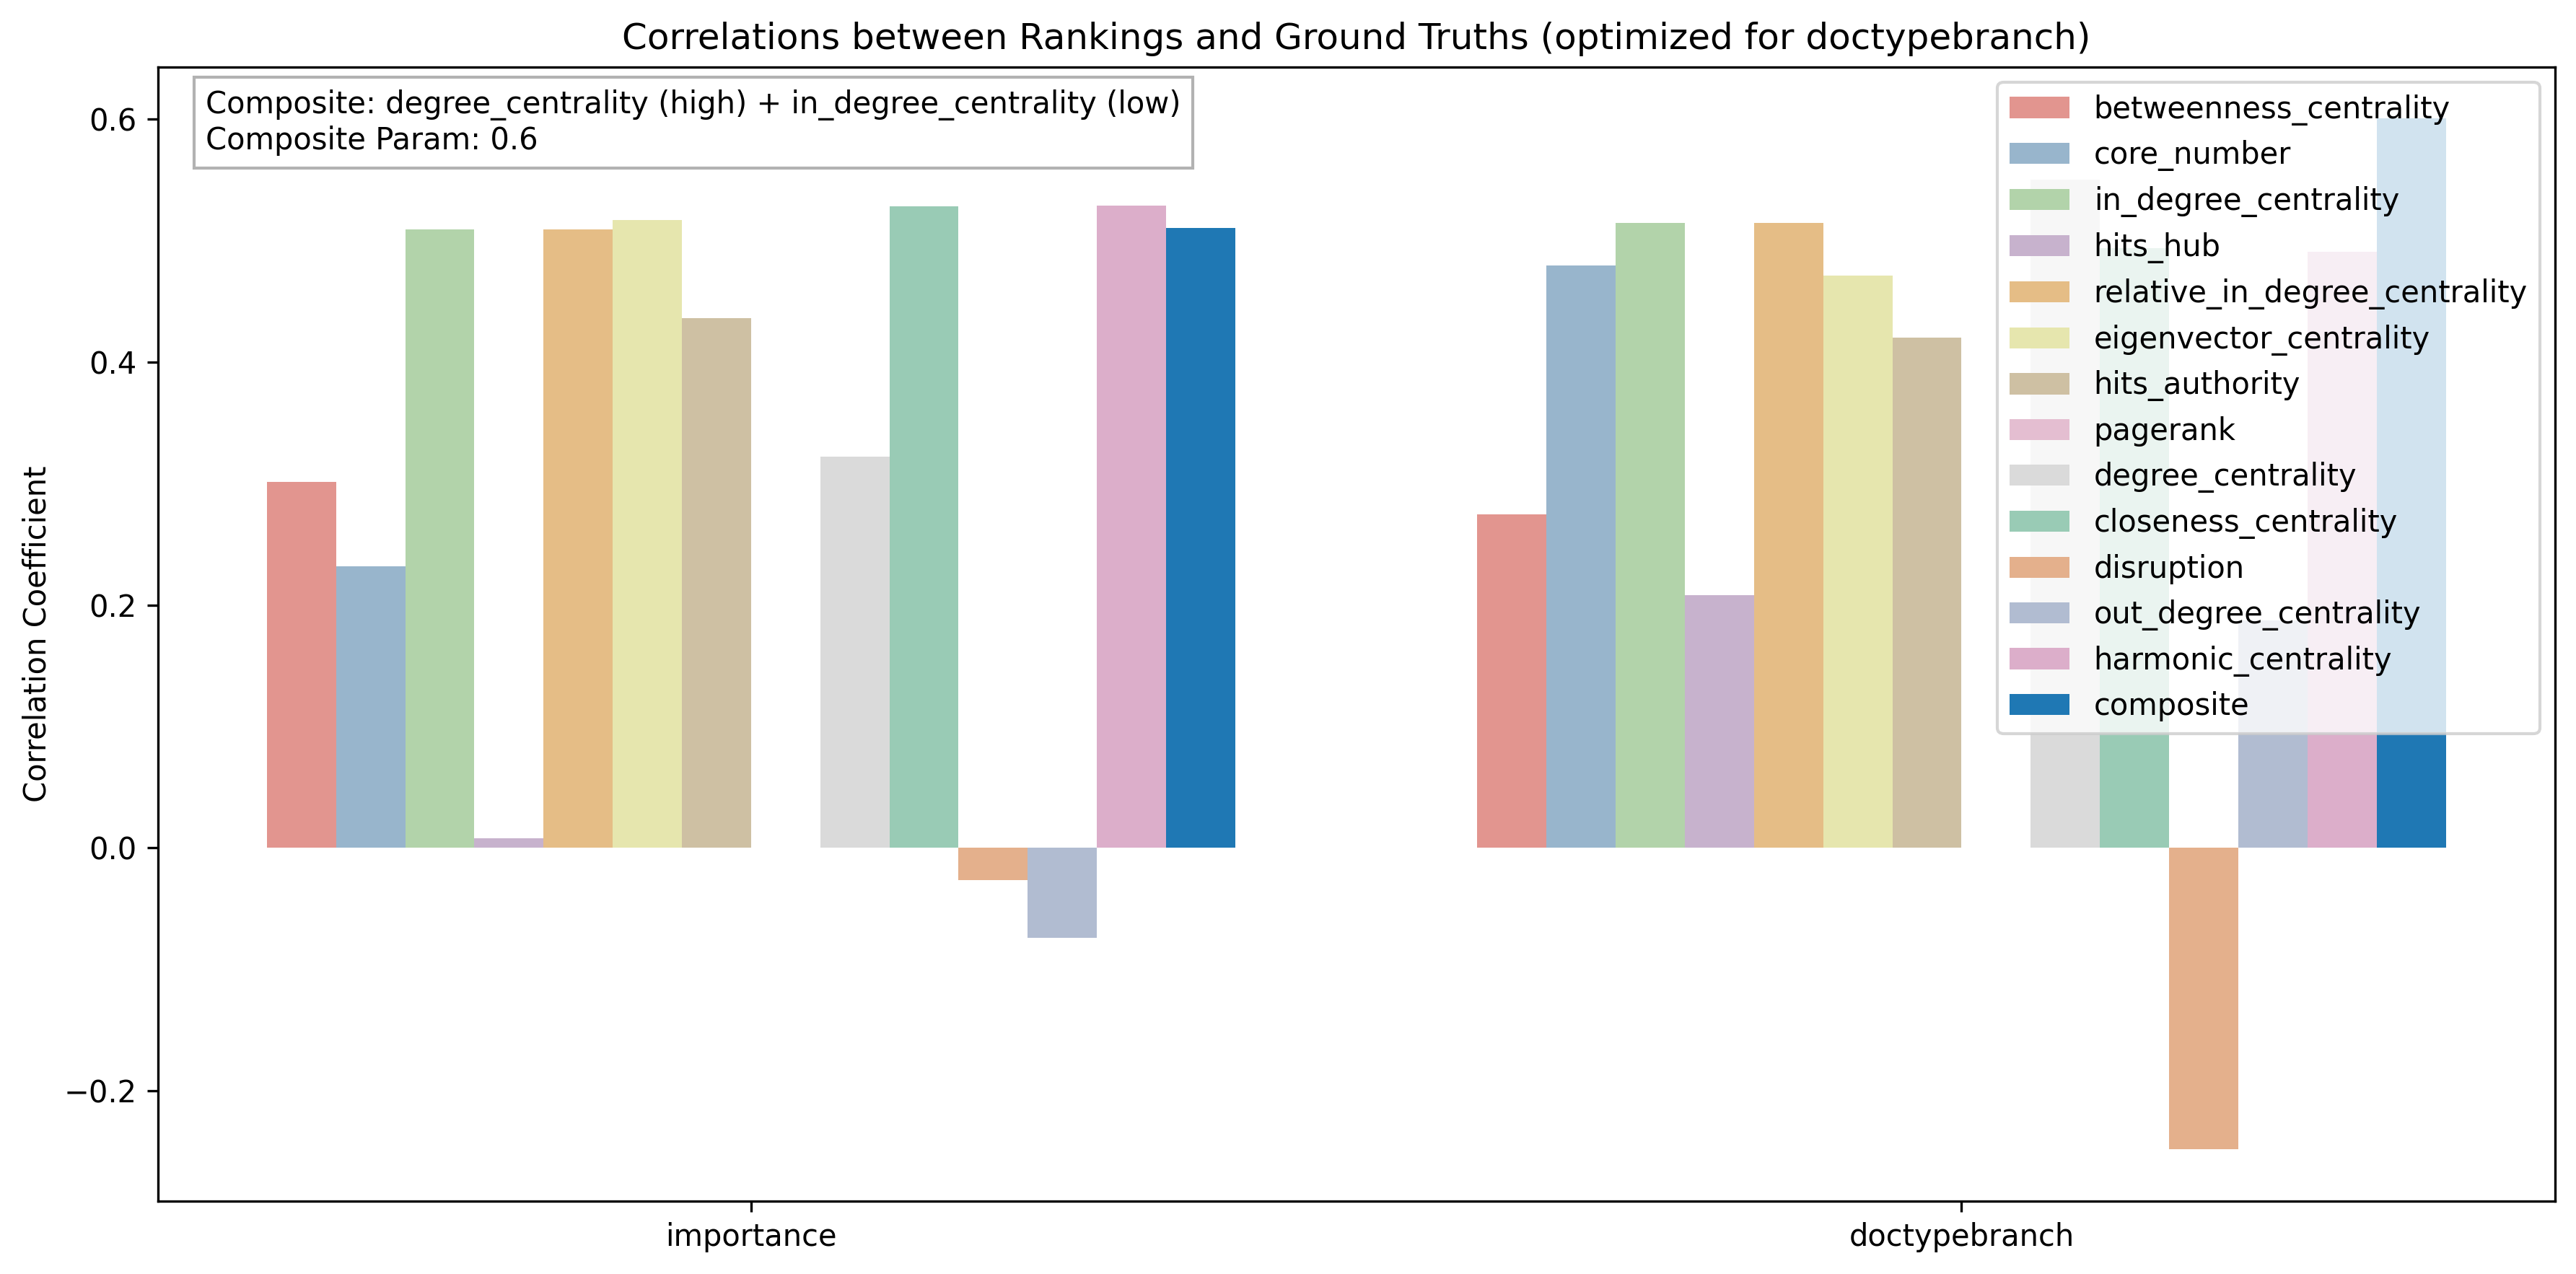 Correlations between Rankings and Ground Truths (optimized for doctypebranch)
Composite: degree_centrality (high) + in_degree_centrality (low)
Composite Param: 0.6
betweenness_centrality
core_number
in_degree_centrality
hits_hub
relative_in_degree_centrality
eigenvector_centrality
hits_authority
pagerank
degree_centrality
closeness_centrality
disruption
out_degree_centrality
harmonic_centrality
composite
Correlation Coefficient
0.6
0.4
0.2
0.0
−0.2
importance
doctypebranch